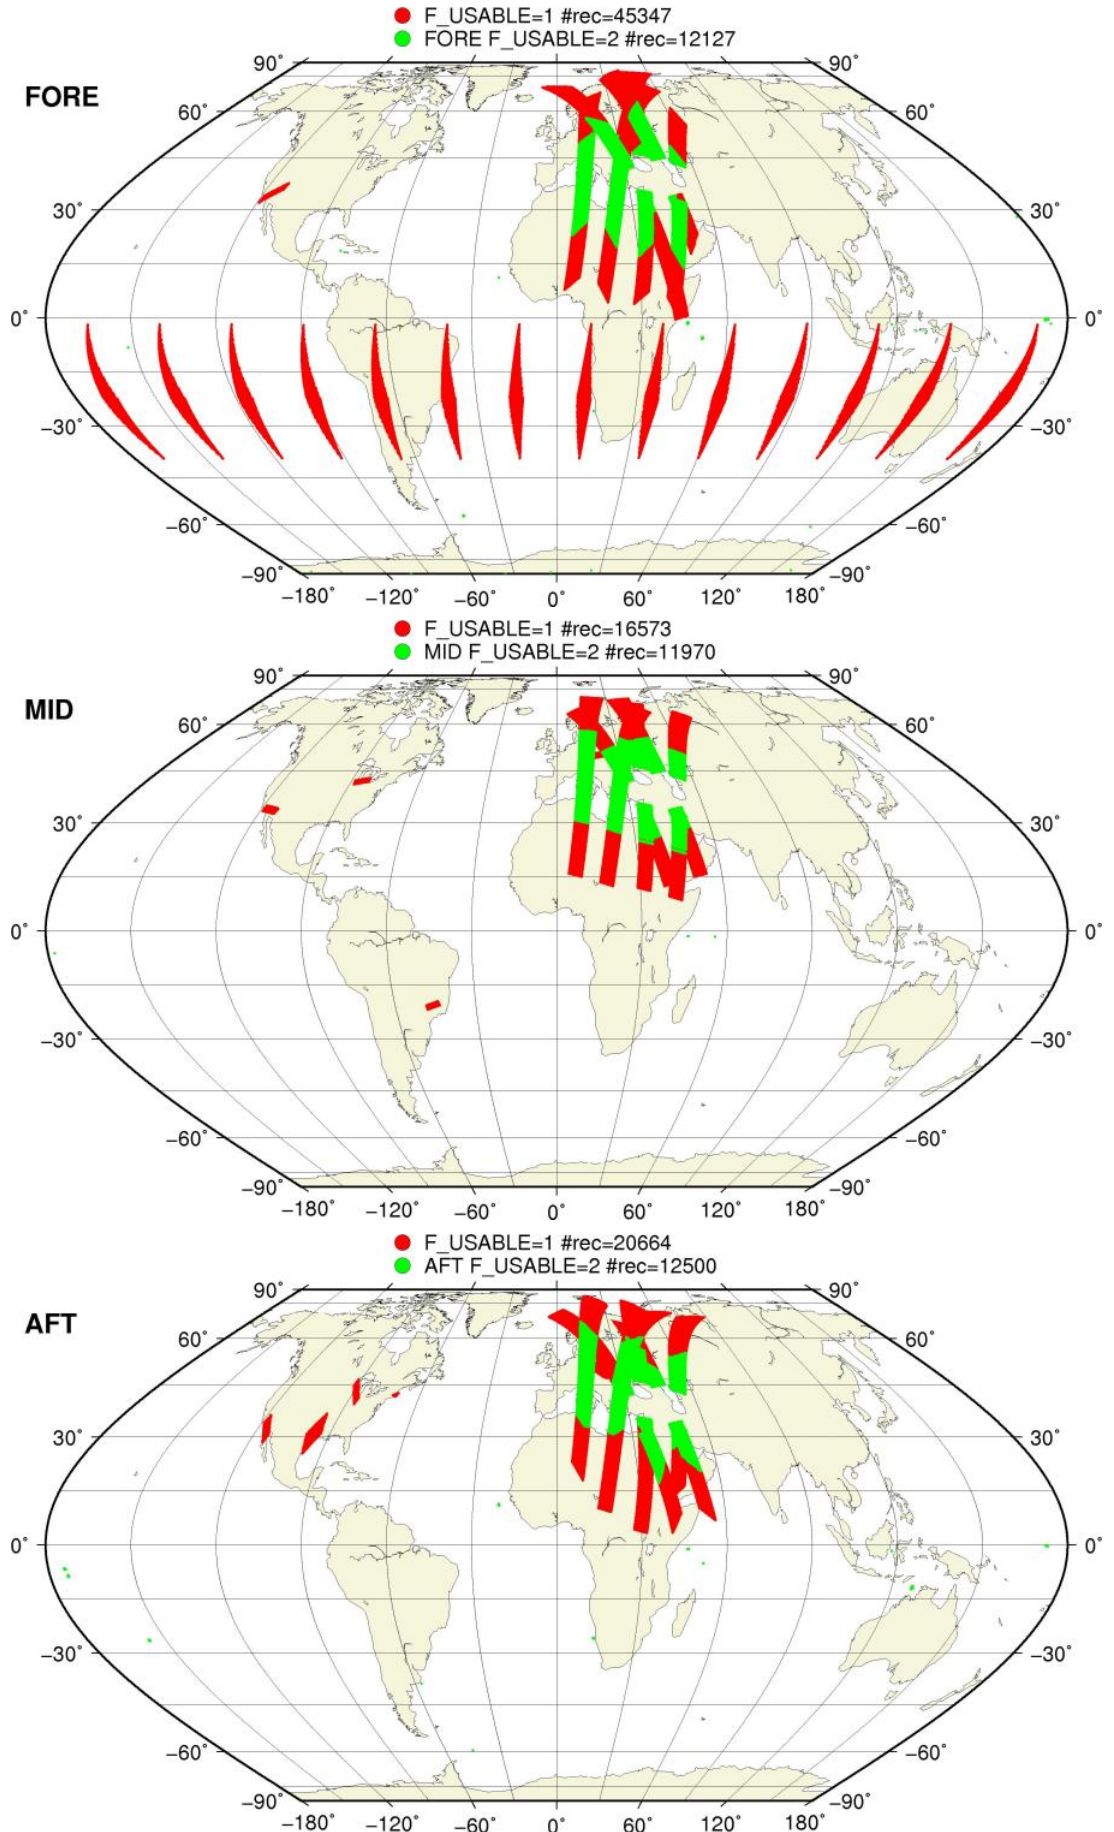 F_USABLE=1 #rec=45347
FORE F_USABLE=2 #rec=12127
FORE
90° 90°
60° 60°
30° 30°
0° 0°
−30° −30°
−60° −60°
−90° −90°
−180° −120° −60° 0° 60° 120° 180°
F_USABLE=1 #rec=16573
MID F_USABLE=2 #rec=11970
MID
90° 90°
60° 60°
30° 30°
0° 0°
−30° −30°
−60° −60°
−90° −90°
−180° −120° −60° 0° 60° 120° 180°
F_USABLE=1 #rec=20664
AFT F_USABLE=2 #rec=12500
AFT
90° 90°
60° 60°
30° 30°
0° 0°
−30° −30°
−60° −60°
−90° −90°
−180° −120° −60° 0° 60° 120° 180°